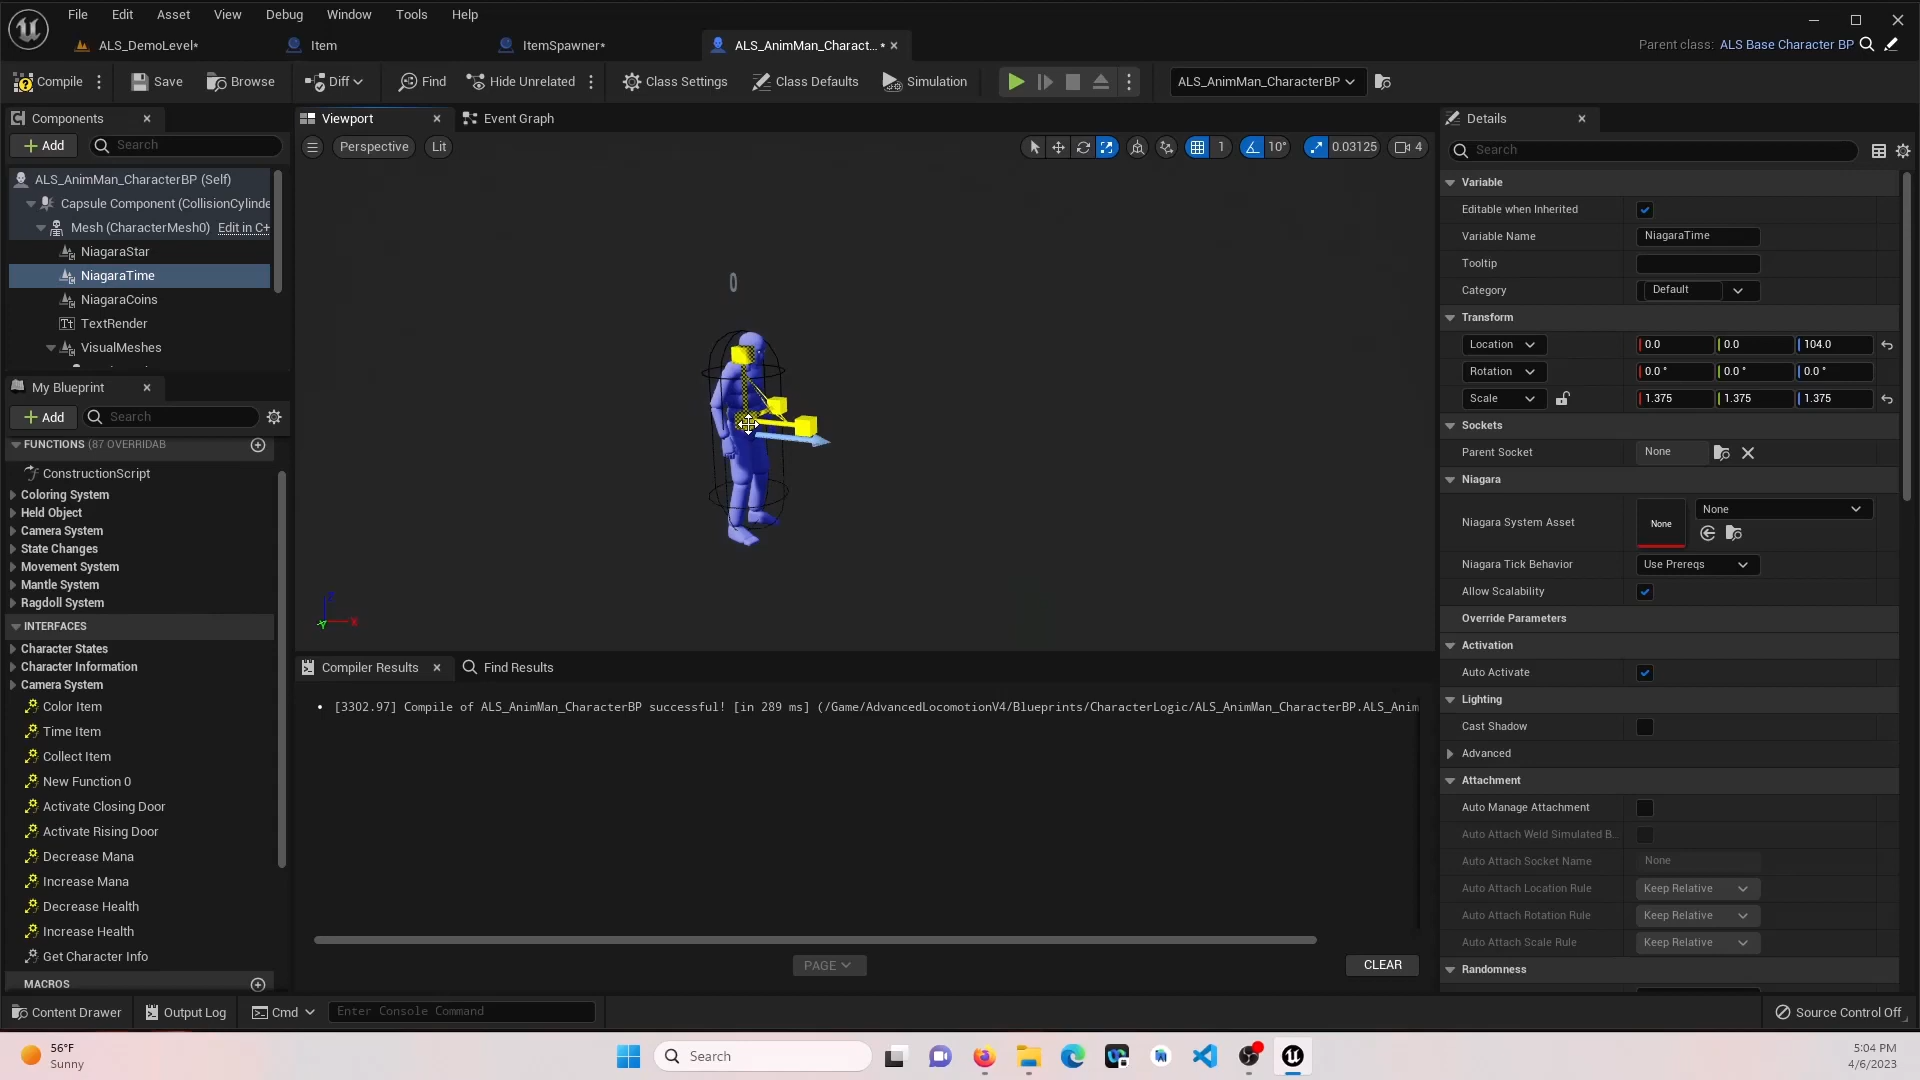 File Edit Asset View Debug Window Tools Help
ALS_DemoLevel* Item ItemSpawner* ALS_AnimMan_Charact... * Parent class: ALS Base Character BP
Compile Save Browse Diff Find Hide Unrelated Class Settings Class Defaults Simulation ALS_AnimMan_CharacterBP
Components
Add Search
ALS_AnimMan_CharacterBP (Self)
Capsule Component (CollisionCylinde
Mesh (CharacterMesh0) Edit in C+
NiagaraStar
NiagaraTime
NiagaraCoins
TextRender
VisualMeshes
My Blueprint
Add Search
FUNCTIONS (87 OVERRIDAB
ConstructionScript
Coloring System
Held Object
Camera System
State Changes
Movement System
Mantle System
Ragdoll System
INTERFACES
Character States
Character Information
Camera System
Color Item
Time Item
Collect Item
New Function 0
Activate Closing Door
Activate Rising Door
Decrease Mana
Increase Mana
Decrease Health
Increase Health
Get Character Info
MACROS
Viewport Event Graph
Perspective Lit 1 10° 0.03125 4
Compiler Results Find Results
[3302.97] Compile of ALS_AnimMan_CharacterBP successful! [in 289 ms] (/Game/AdvancedLocomotionV4/Blueprints/CharacterLogic/ALS_AnimMan_CharacterBP.ALS_Anim
PAGE CLEAR
Details
Search
Variable
Editable when Inherited
Variable Name NiagaraTime
Tooltip
Category Default
Transform
Location 0.0 0.0 104.0
Rotation 0.0 ° 0.0 ° 0.0 °
Scale 1.375 1.375 1.375
Sockets
Parent Socket None
Niagara
Niagara System Asset None None
Niagara Tick Behavior Use Prereqs
Allow Scalability
Override Parameters
Activation
Auto Activate
Lighting
Cast Shadow
Advanced
Attachment
Auto Manage Attachment
Auto Attach Weld Simulated B...
Auto Attach Socket Name None
Auto Attach Location Rule Keep Relative
Auto Attach Rotation Rule Keep Relative
Auto Attach Scale Rule Keep Relative
Randomness
Content Drawer Output Log Cmd Enter Console Command Source Control Off
56°F
Sunny
Search
5:04 PM
4/6/2023